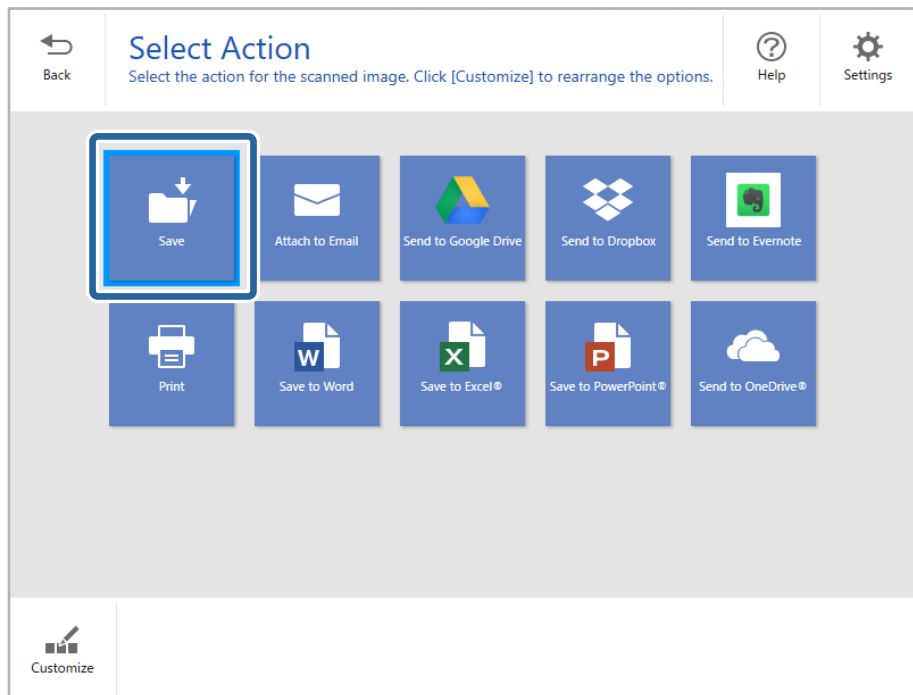 Back
Select Action
Select the action for the scanned image. Click [Customize] to rearrange the options.
Help
Settings
Save
Attach to Email
Send to Google Drive
Send to Dropbox
Send to Evernote
Print
W
Save to Word
X
Save to Excel®
P
Save to PowerPoint®
Send to OneDrive®
Customize